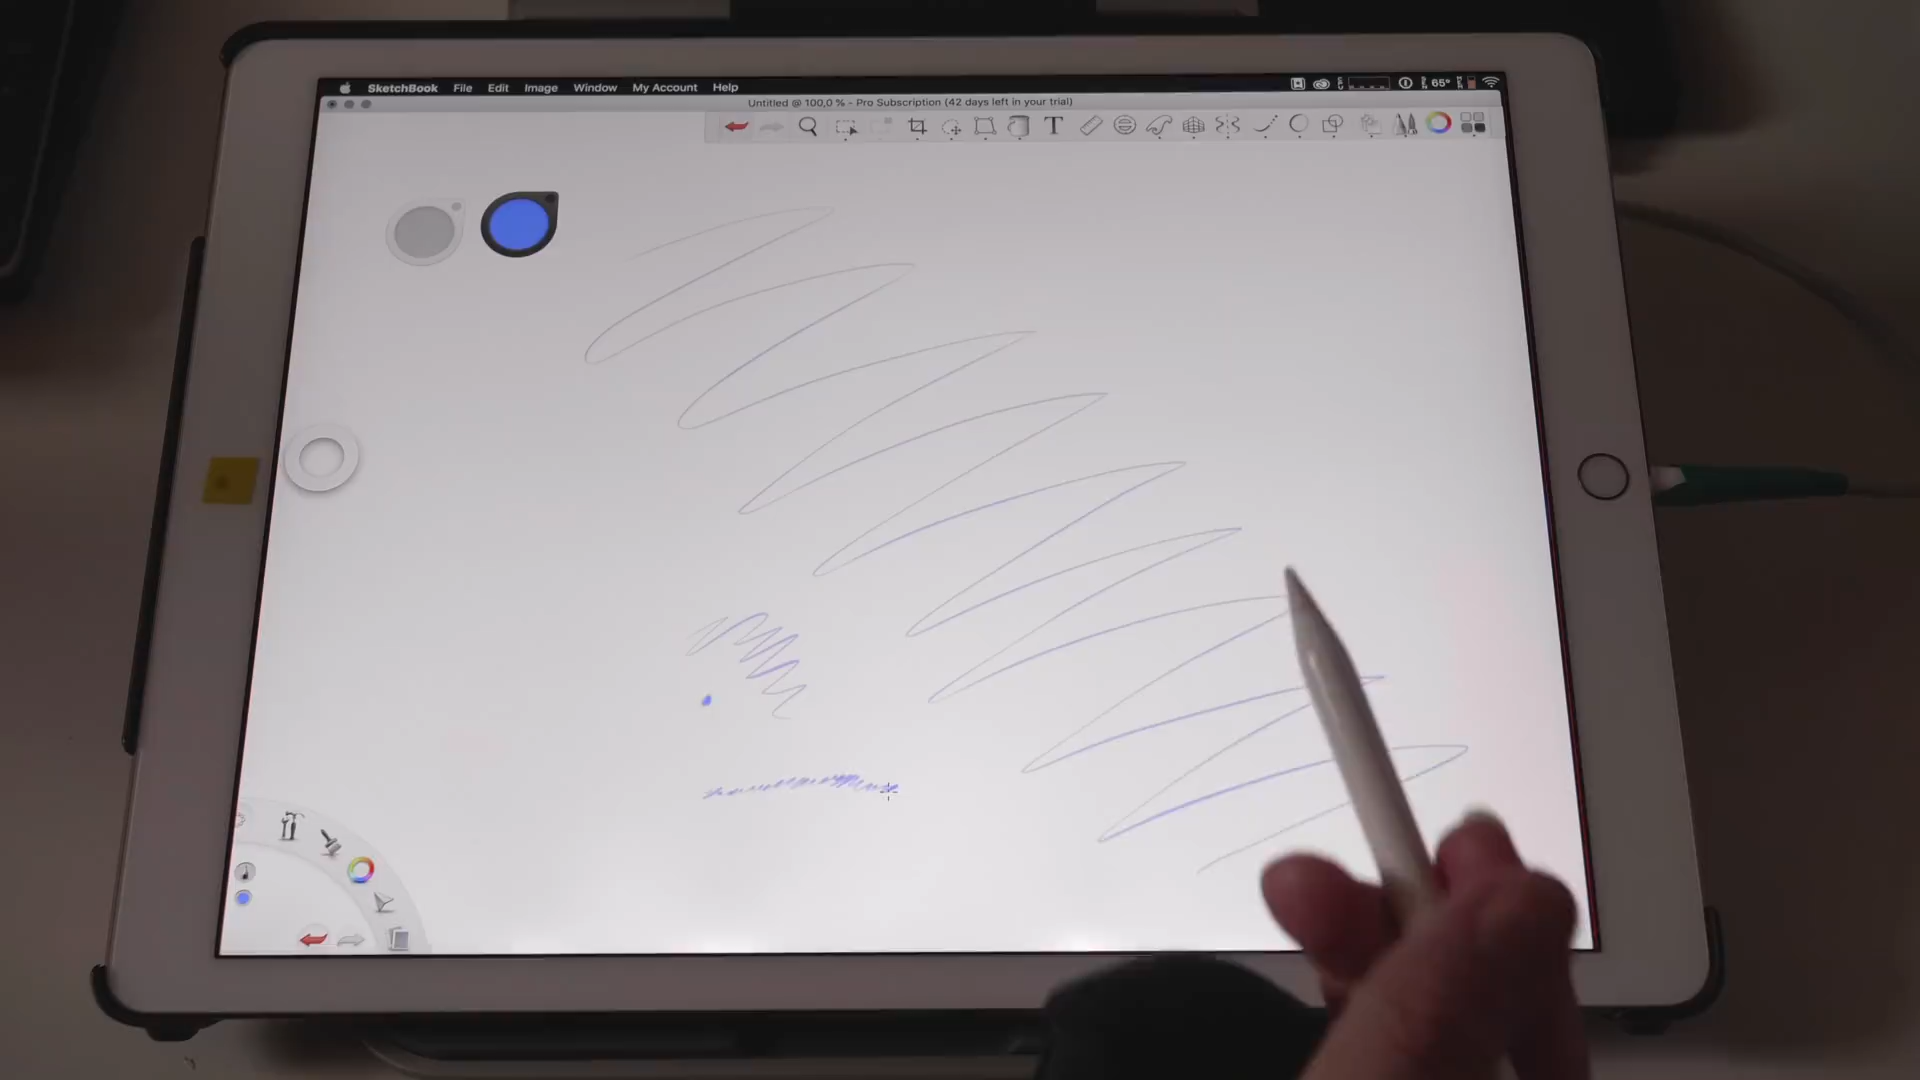 SketchBook File Edit Image Window My Account Help 65°
Untitled @ 100,0 % - Pro Subscription (42 days left in your trial)
T